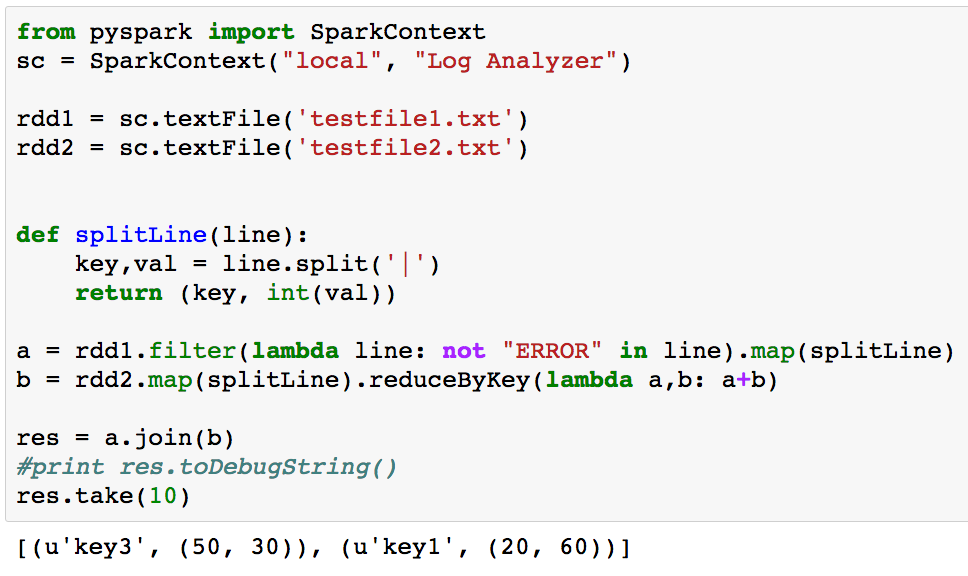 from pyspark import SparkContext
sc = SparkContext("local", "Log Analyzer")
rdd1 = sc.textFile('testfile1.txt')
rdd2 = sc.textFile('testfile2.txt')
def splitLine(line):
    key,val = line.split('|')
    return (key, int(val))
a = rdd1.filter(lambda line: not "ERROR" in line).map(splitLine)
b = rdd2.map(splitLine).reduceByKey(lambda a,b: a+b)
res = a.join(b)
#print res.toDebugString()
res.take(10)
[(u'key3', (50, 30)), (u'key1', (20, 60))]